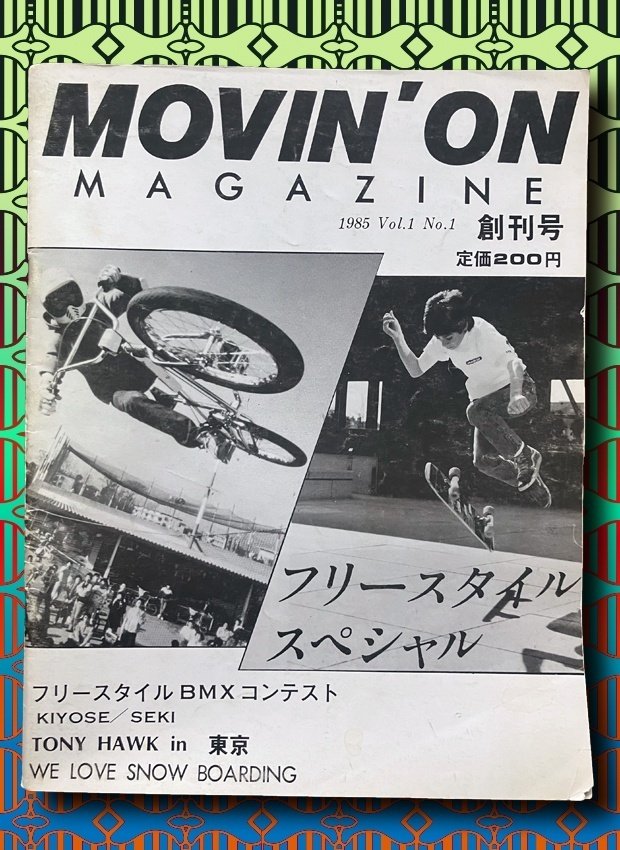 MOVIN'ON
MAGAZINE
1985 Vol.1 No.1 創刊号
定価200円
フリースタイル
スペシャル
フリースタイルBMXコンテスト
KIYOSE/SEKI
TONY HAWK in 東京
WE LOVE SNOW BOARDING